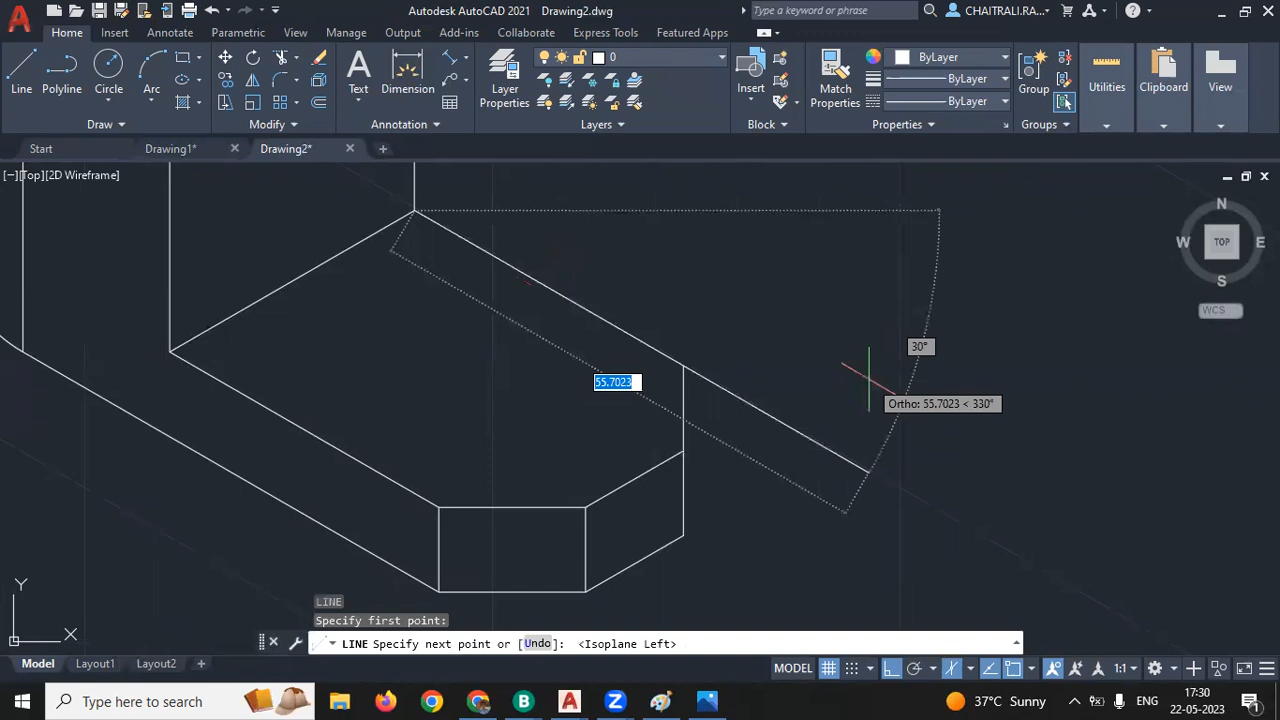 Autodesk AutoCAD 2021 Drawing2.dwg
Type a keyword or phrase
CHAITRALI.RA...
Home Insert Annotate Parametric View Manage Output Add-ins Collaborate Express Tools Featured Apps
Line Polyline Circle Arc
Text Dimension
Layer Properties
0
Insert
Match Properties
ByLayer
ByLayer
ByLayer
Group
Utilities
Clipboard
View
Draw Modify Annotation Layers Block Properties Groups
Start Drawing1* Drawing2*
[−][Top][2D Wireframe]
N
W TOP E
S
WCS
30°
55.7023
Ortho: 55.7023 < 330°
Y
X
LINE
Specify first point:
LINE Specify next point or [Undo]: <Isoplane Left>
Model Layout1 Layout2 +
MODEL 1:1
Type here to search
37°C Sunny
ENG
17:30
22-05-2023
1